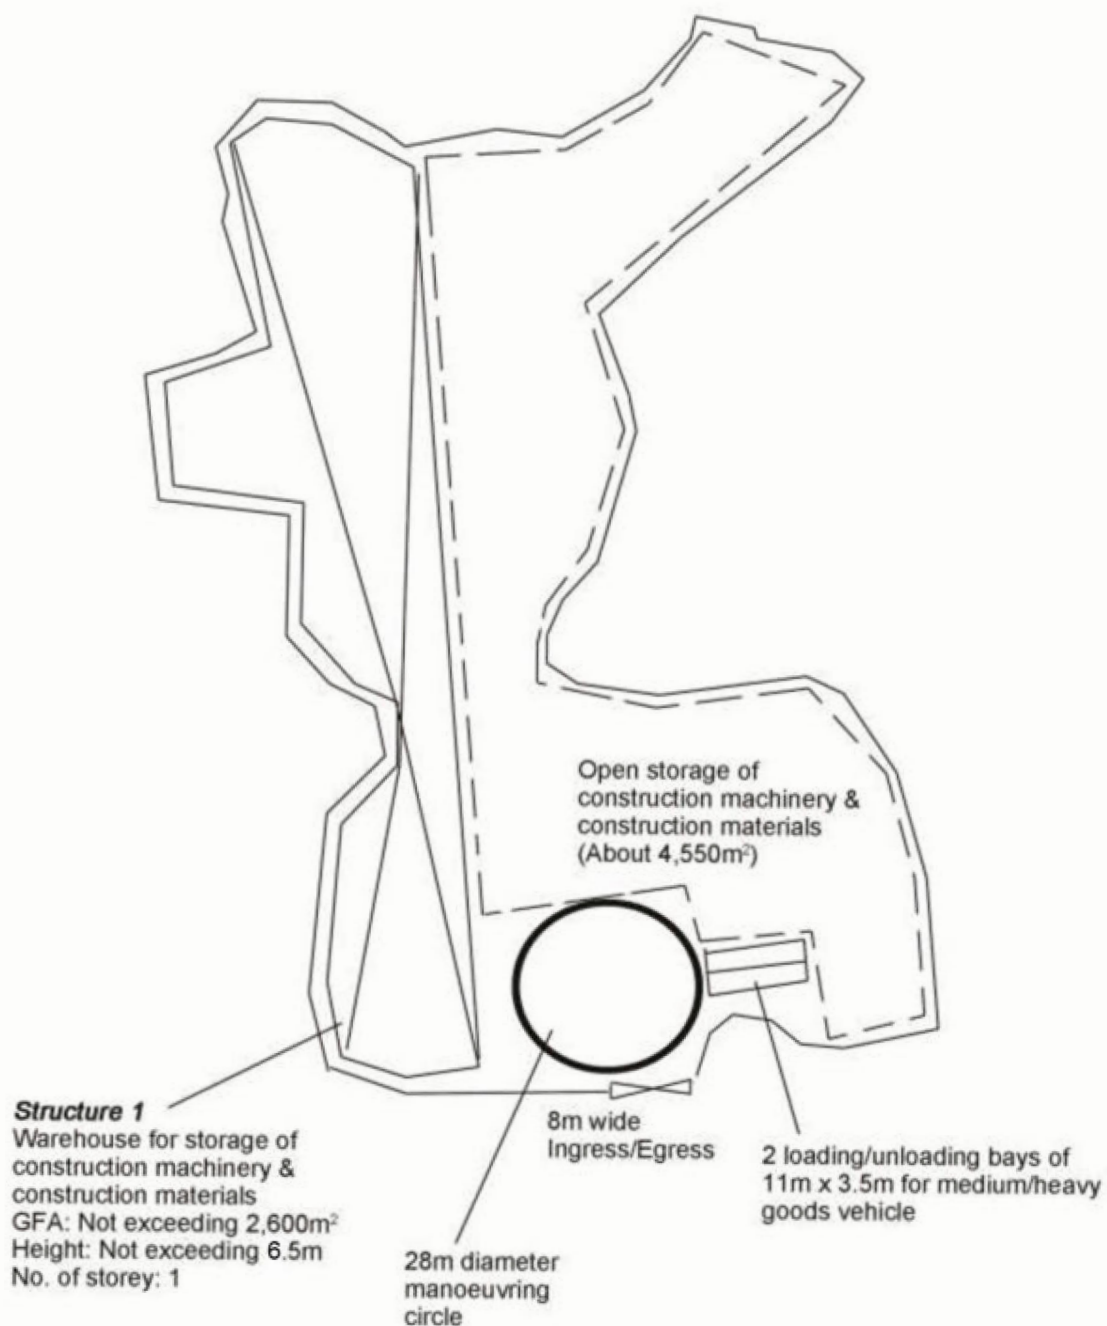 Open storage of
construction machinery &
construction materials
(About 4,550m²)
Structure 1
Warehouse for storage of
construction machinery &
construction materials
GFA: Not exceeding 2,600m²
Height: Not exceeding 6.5m
No. of storey: 1
8m wide
Ingress/Egress
28m diameter
manoeuvring
circle
2 loading/unloading bays of
11m x 3.5m for medium/heavy
goods vehicle